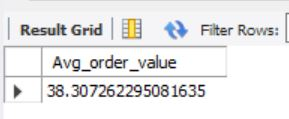 Result Grid Filter Rows:
Avg_order_value
38.307262295081635